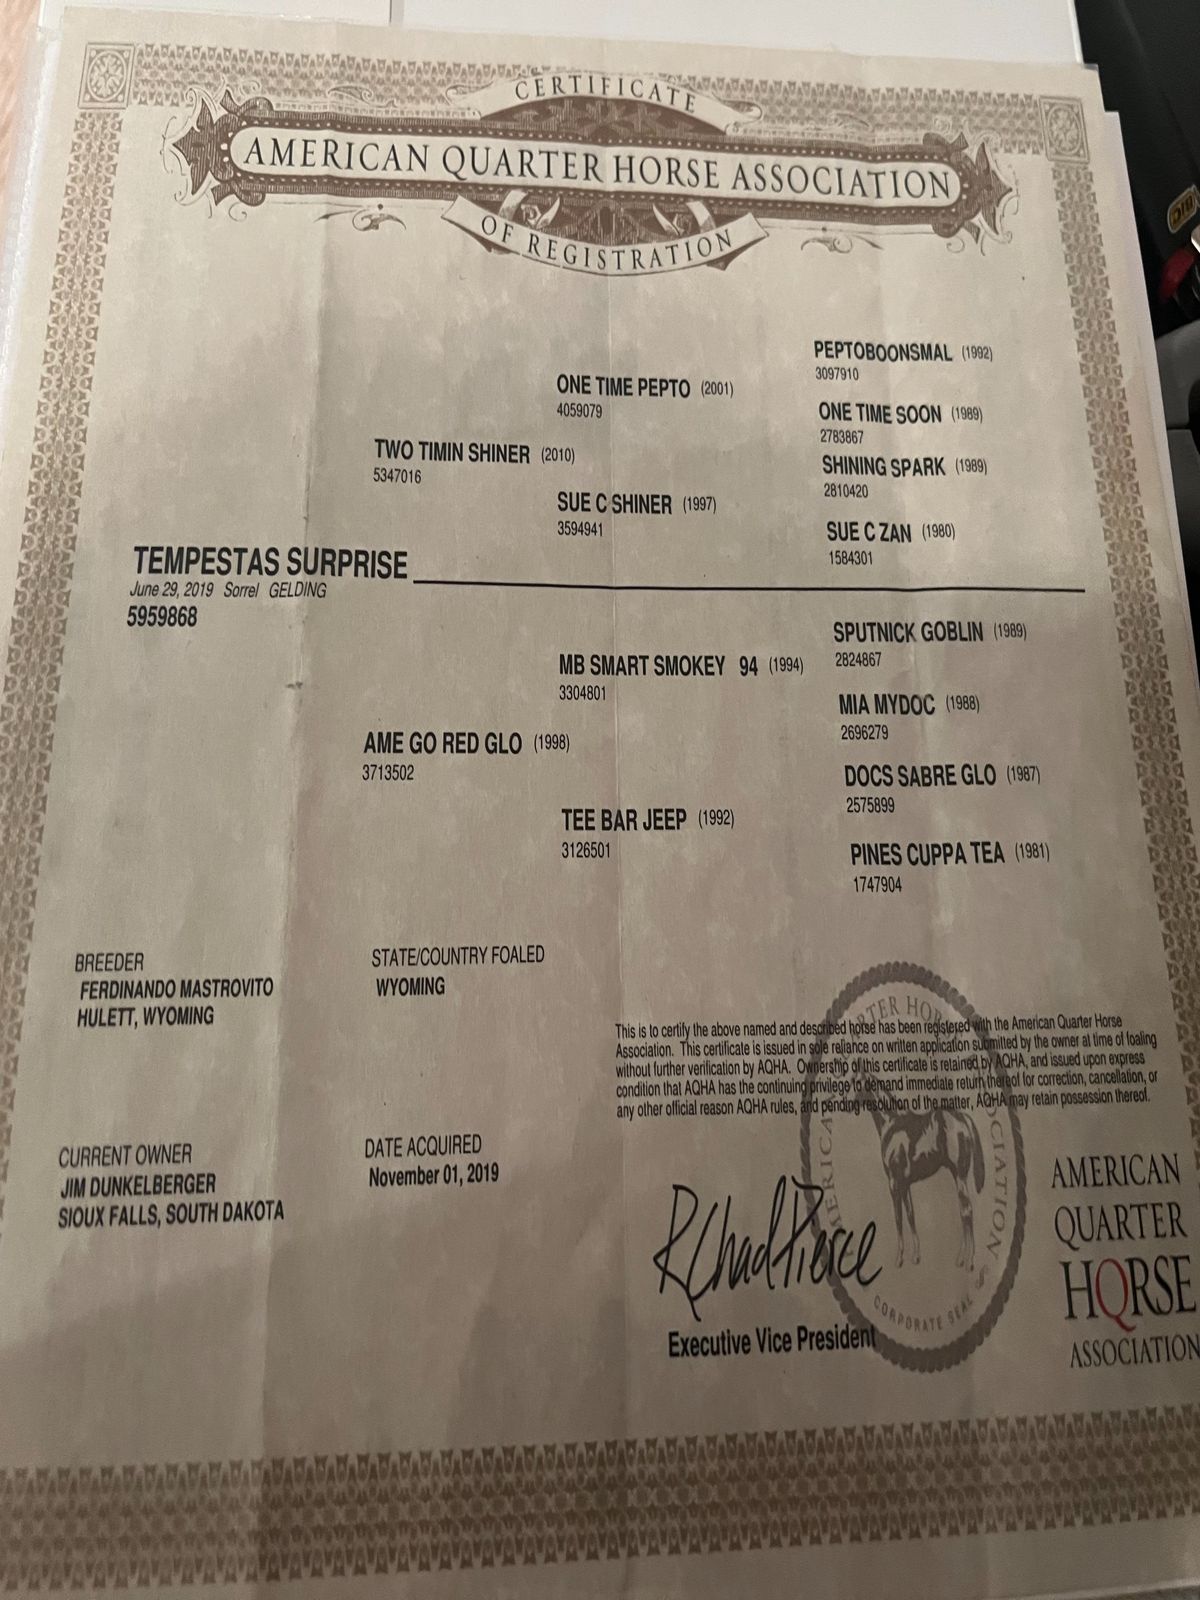 CERTIFICATE
AMERICAN QUARTER HORSE ASSOCIATION
OF REGISTRATION
PEPTOBOONSMAL (1992)
3097910
ONE TIME PEPTO (2001)
4059079
ONE TIME SOON (1989)
2783867
TWO TIMIN SHINER (2010)
5347016
SHINING SPARK (1989)
2810420
SUE C SHINER (1997)
3594941
SUE C ZAN (1980)
1584301
TEMPESTAS SURPRISE
June 29, 2019 Sorrel GELDING
5959868
SPUTNICK GOBLIN (1989)
2824867
MB SMART SMOKEY 94 (1994)
3304801
MIA MYDOC (1988)
2696279
AME GO RED GLO (1998)
3713502
DOCS SABRE GLO (1987)
2575899
TEE BAR JEEP (1992)
3126501
PINES CUPPA TEA (1981)
1747904
BREEDER
FERDINANDO MASTROVITO
HULETT, WYOMING
STATE/COUNTRY FOALED
WYOMING
This is to certify the above named and described horse has been registered with the American Quarter Horse
Association. This certificate is issued in sole reliance on written application submitted by the owner at time of foaling
without further verification by AQHA. Ownership of this certificate is retained by AQHA, and issued upon express
condition that AQHA has the continuing privilege to demand immediate return thereof for correction, cancellation, or
any other official reason AQHA rules, and pending resolution of the matter, AQHA may retain possession thereof.
CURRENT OWNER
JIM DUNKELBERGER
SIOUX FALLS, SOUTH DAKOTA
DATE ACQUIRED
November 01, 2019
R Chad Pierce
Executive Vice President
AMERICAN QUARTER HORSE ASSOCIATION
CORPORATE SEAL
AMERICAN
QUARTER
HORSE
ASSOCIATION
BIC